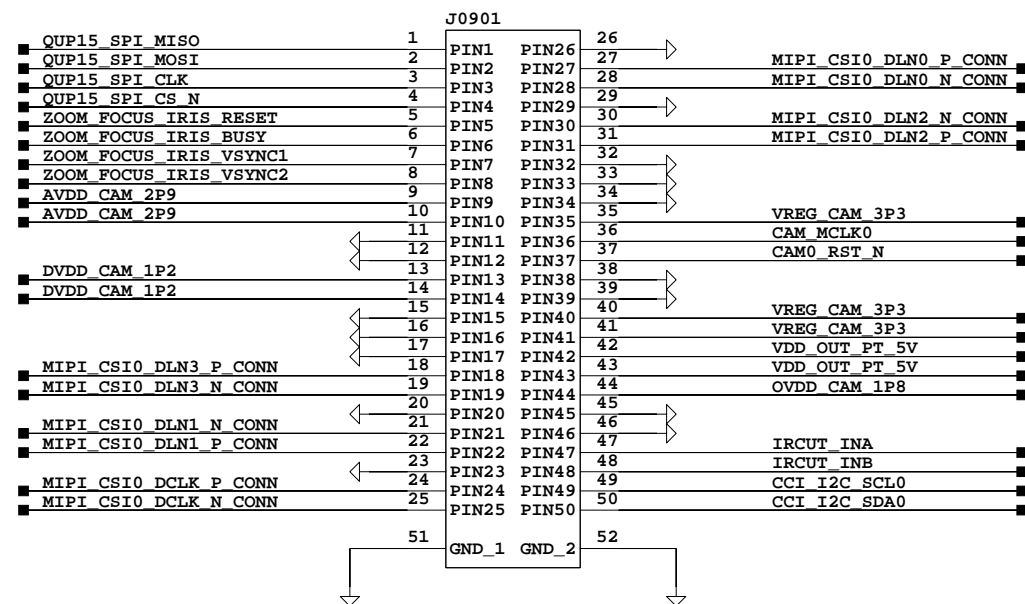 J0901
QUP15_SPI_MISO 1 PIN1 PIN26 26
QUP15_SPI_MOSI 2 PIN2 PIN27 27 MIPI_CSI0_DLN0_P_CONN
QUP15_SPI_CLK 3 PIN3 PIN28 28 MIPI_CSI0_DLN0_N_CONN
QUP15_SPI_CS_N 4 PIN4 PIN29 29
ZOOM_FOCUS_IRIS_RESET 5 PIN5 PIN30 30 MIPI_CSI0_DLN2_N_CONN
ZOOM_FOCUS_IRIS_BUSY 6 PIN6 PIN31 31 MIPI_CSI0_DLN2_P_CONN
ZOOM_FOCUS_IRIS_VSYNC1 7 PIN7 PIN32 32
ZOOM_FOCUS_IRIS_VSYNC2 8 PIN8 PIN33 33
AVDD_CAM_2P9 9 PIN9 PIN34 34
AVDD_CAM_2P9 10 PIN10 PIN35 35 VREG_CAM_3P3
11 PIN11 PIN36 36 CAM_MCLK0
12 PIN12 PIN37 37 CAM0_RST_N
DVDD_CAM_1P2 13 PIN13 PIN38 38
DVDD_CAM_1P2 14 PIN14 PIN39 39
15 PIN15 PIN40 40 VREG_CAM_3P3
16 PIN16 PIN41 41 VREG_CAM_3P3
17 PIN17 PIN42 42 VDD_OUT_PT_5V
MIPI_CSI0_DLN3_P_CONN 18 PIN18 PIN43 43 VDD_OUT_PT_5V
MIPI_CSI0_DLN3_N_CONN 19 PIN19 PIN44 44 OVDD_CAM_1P8
20 PIN20 PIN45 45
MIPI_CSI0_DLN1_N_CONN 21 PIN21 PIN46 46
MIPI_CSI0_DLN1_P_CONN 22 PIN22 PIN47 47 IRCUT_INA
23 PIN23 PIN48 48 IRCUT_INB
MIPI_CSI0_DCLK_P_CONN 24 PIN24 PIN49 49 CCI_I2C_SCL0
MIPI_CSI0_DCLK_N_CONN 25 PIN25 PIN50 50 CCI_I2C_SDA0
51 GND_1 GND_2 52